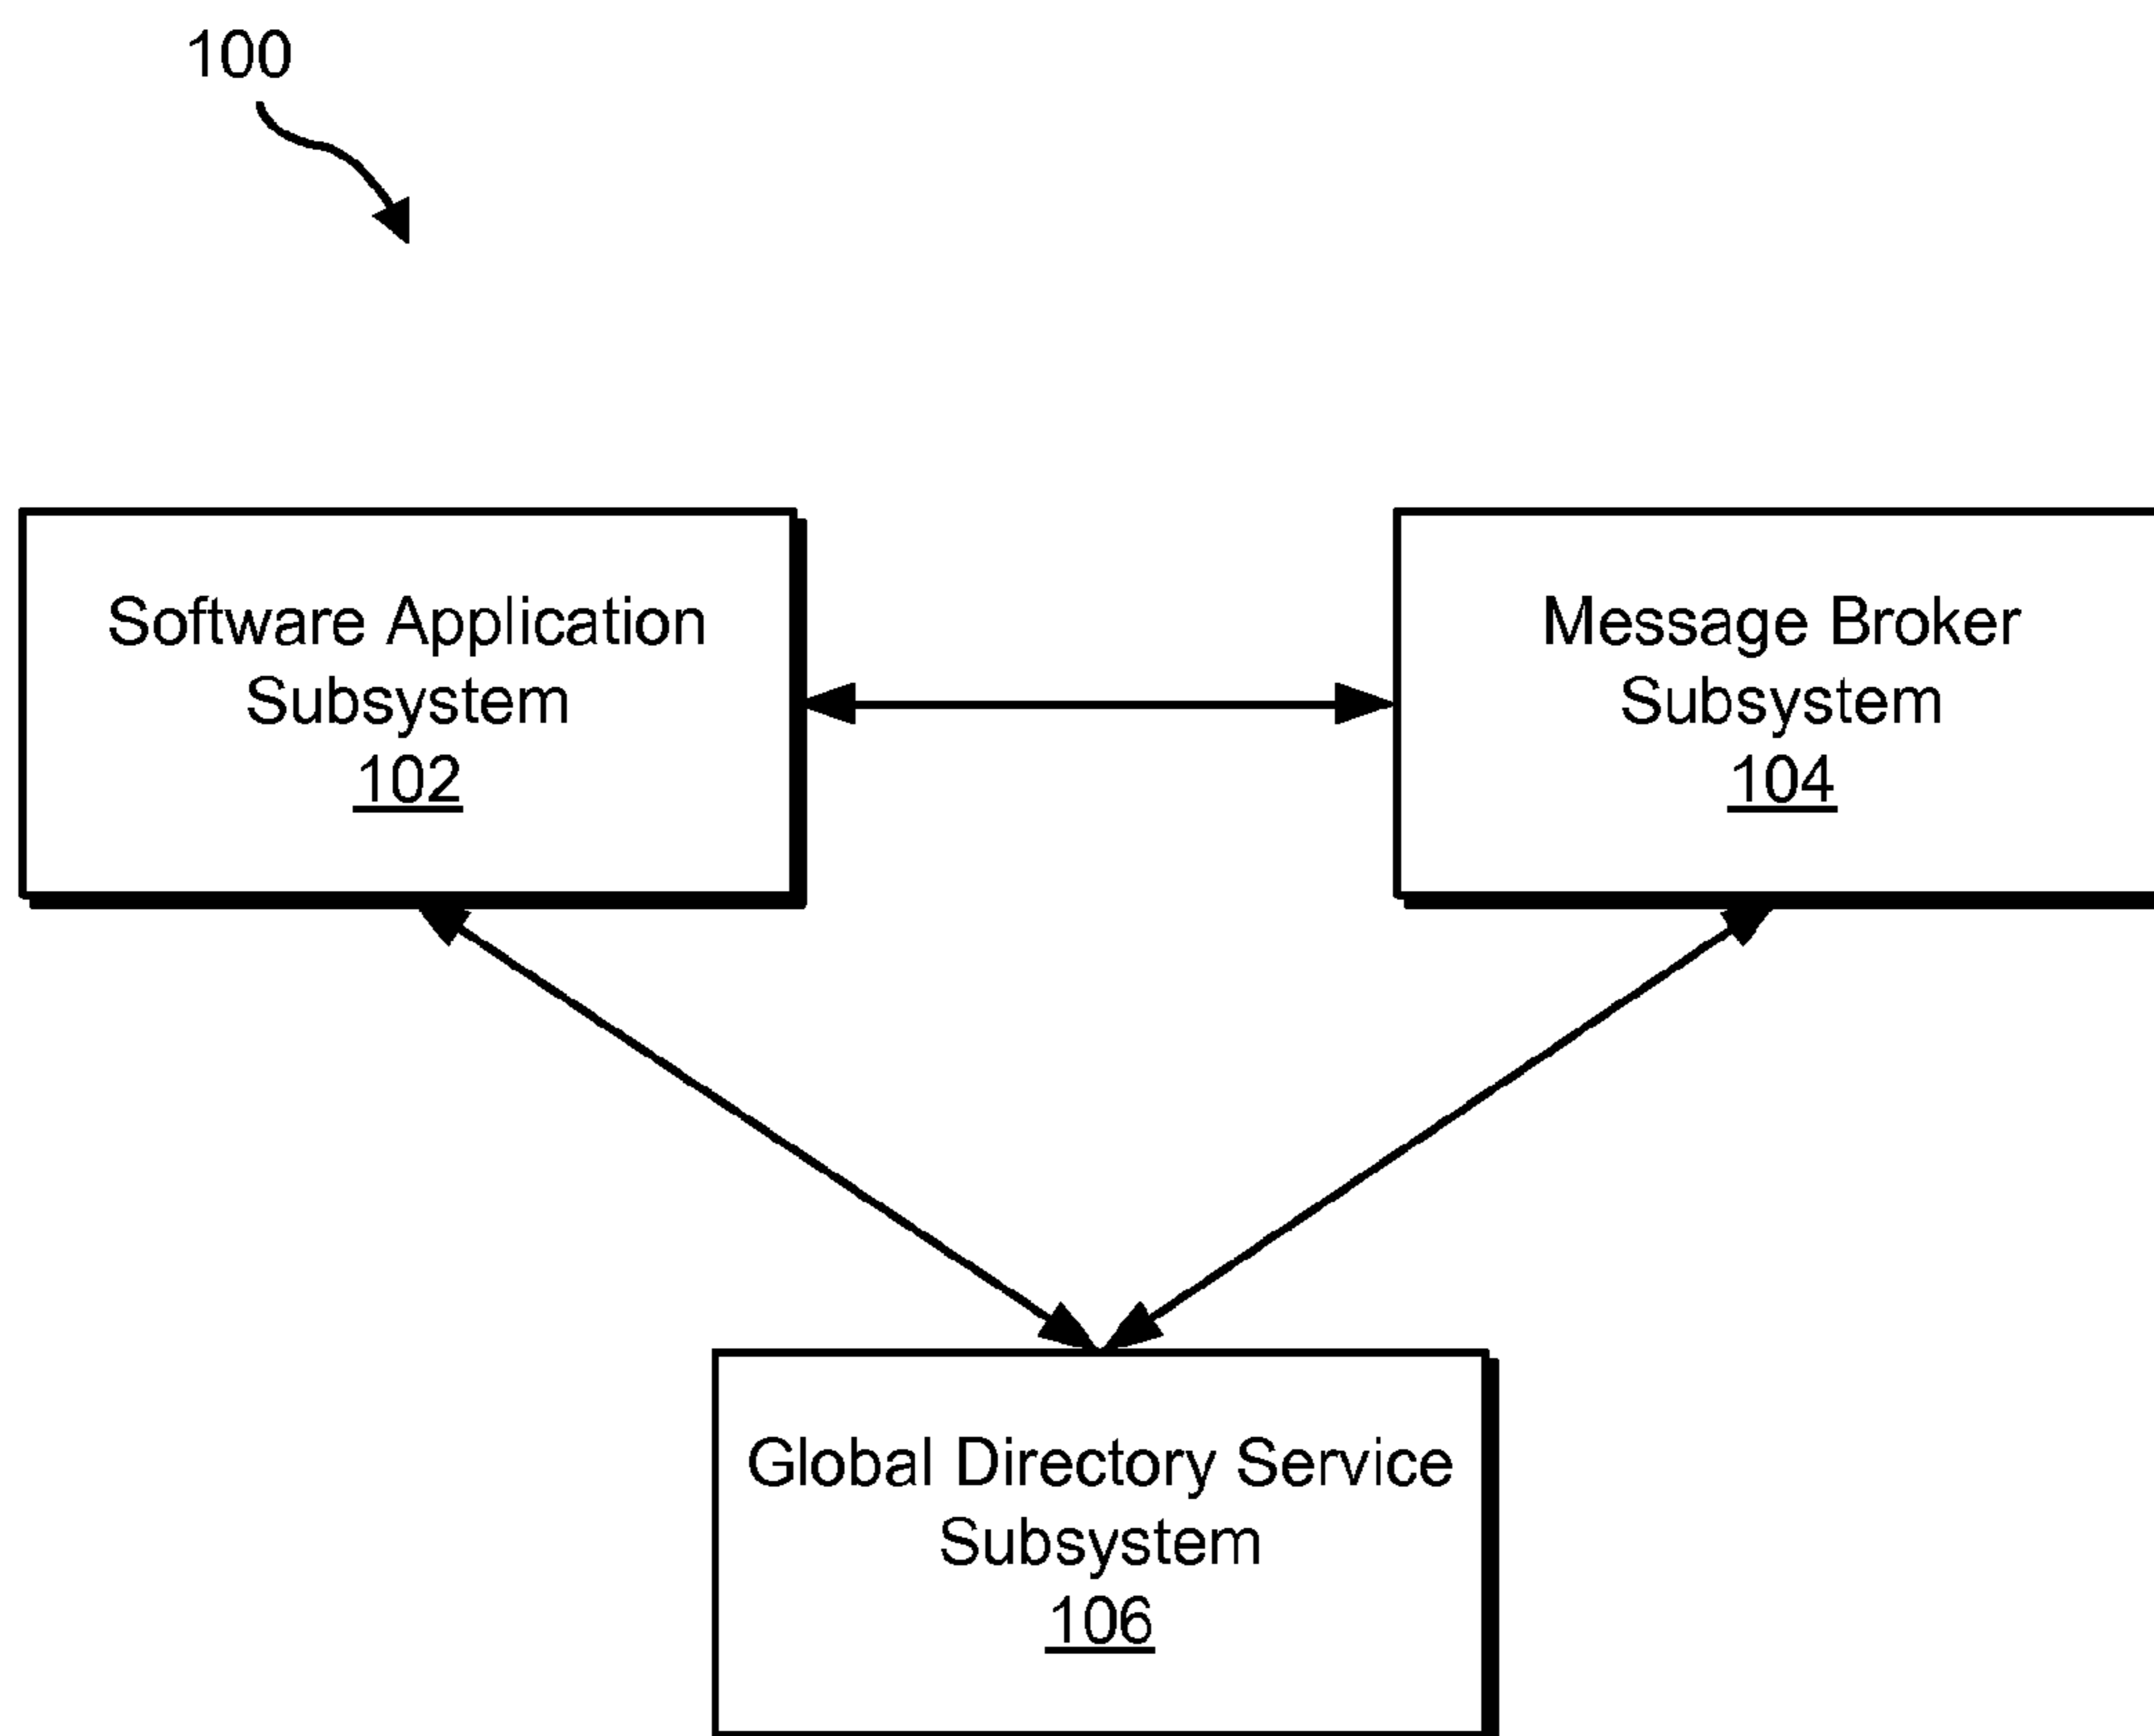 100
Software Application
Subsystem
102
Message Broker
Subsystem
104
Global Directory Service
Subsystem
106